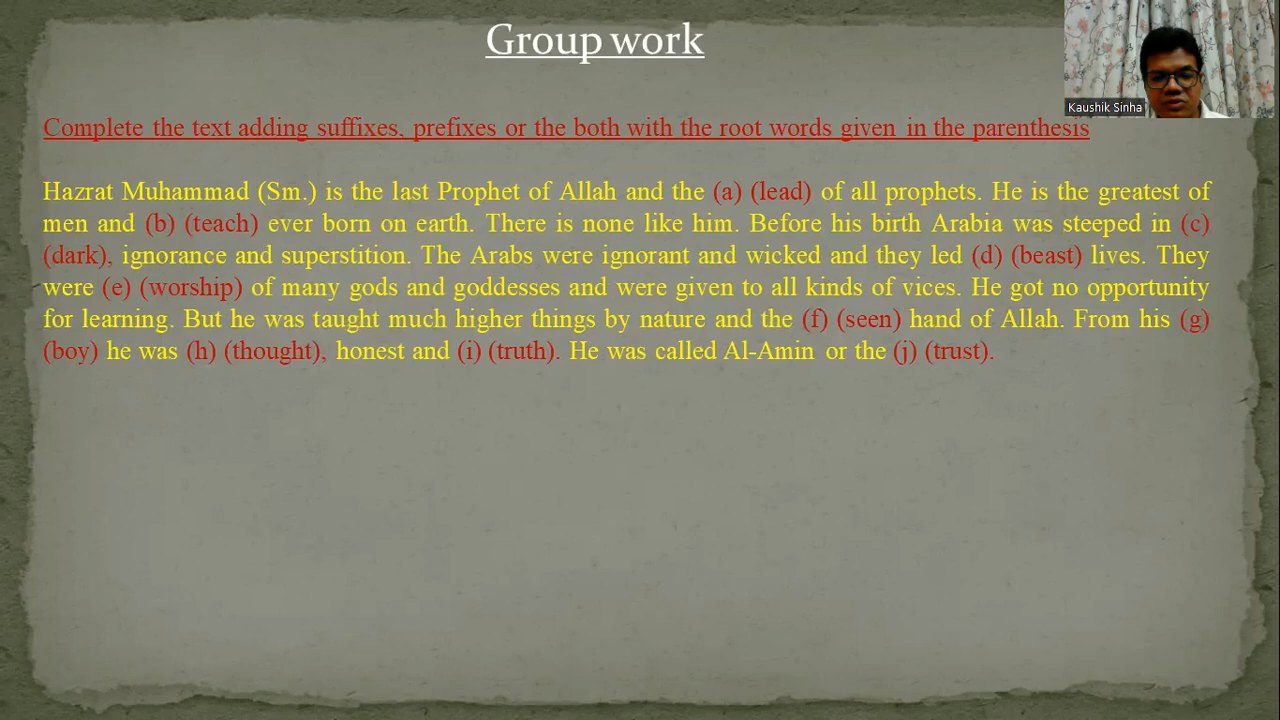 Group work
Kaushik Sinha
Complete the text adding suffixes, prefixes or the both with the root words given in the parenthesis
Hazrat Muhammad (Sm.) is the last Prophet of Allah and the (a) (lead) of all prophets. He is the greatest of
men and (b) (teach) ever born on earth. There is none like him. Before his birth Arabia was steeped in (c)
(dark), ignorance and superstition. The Arabs were ignorant and wicked and they led (d) (beast) lives. They
were (e) (worship) of many gods and goddesses and were given to all kinds of vices. He got no opportunity
for learning. But he was taught much higher things by nature and the (f) (seen) hand of Allah. From his (g)
(boy) he was (h) (thought), honest and (i) (truth). He was called Al-Amin or the (j) (trust).